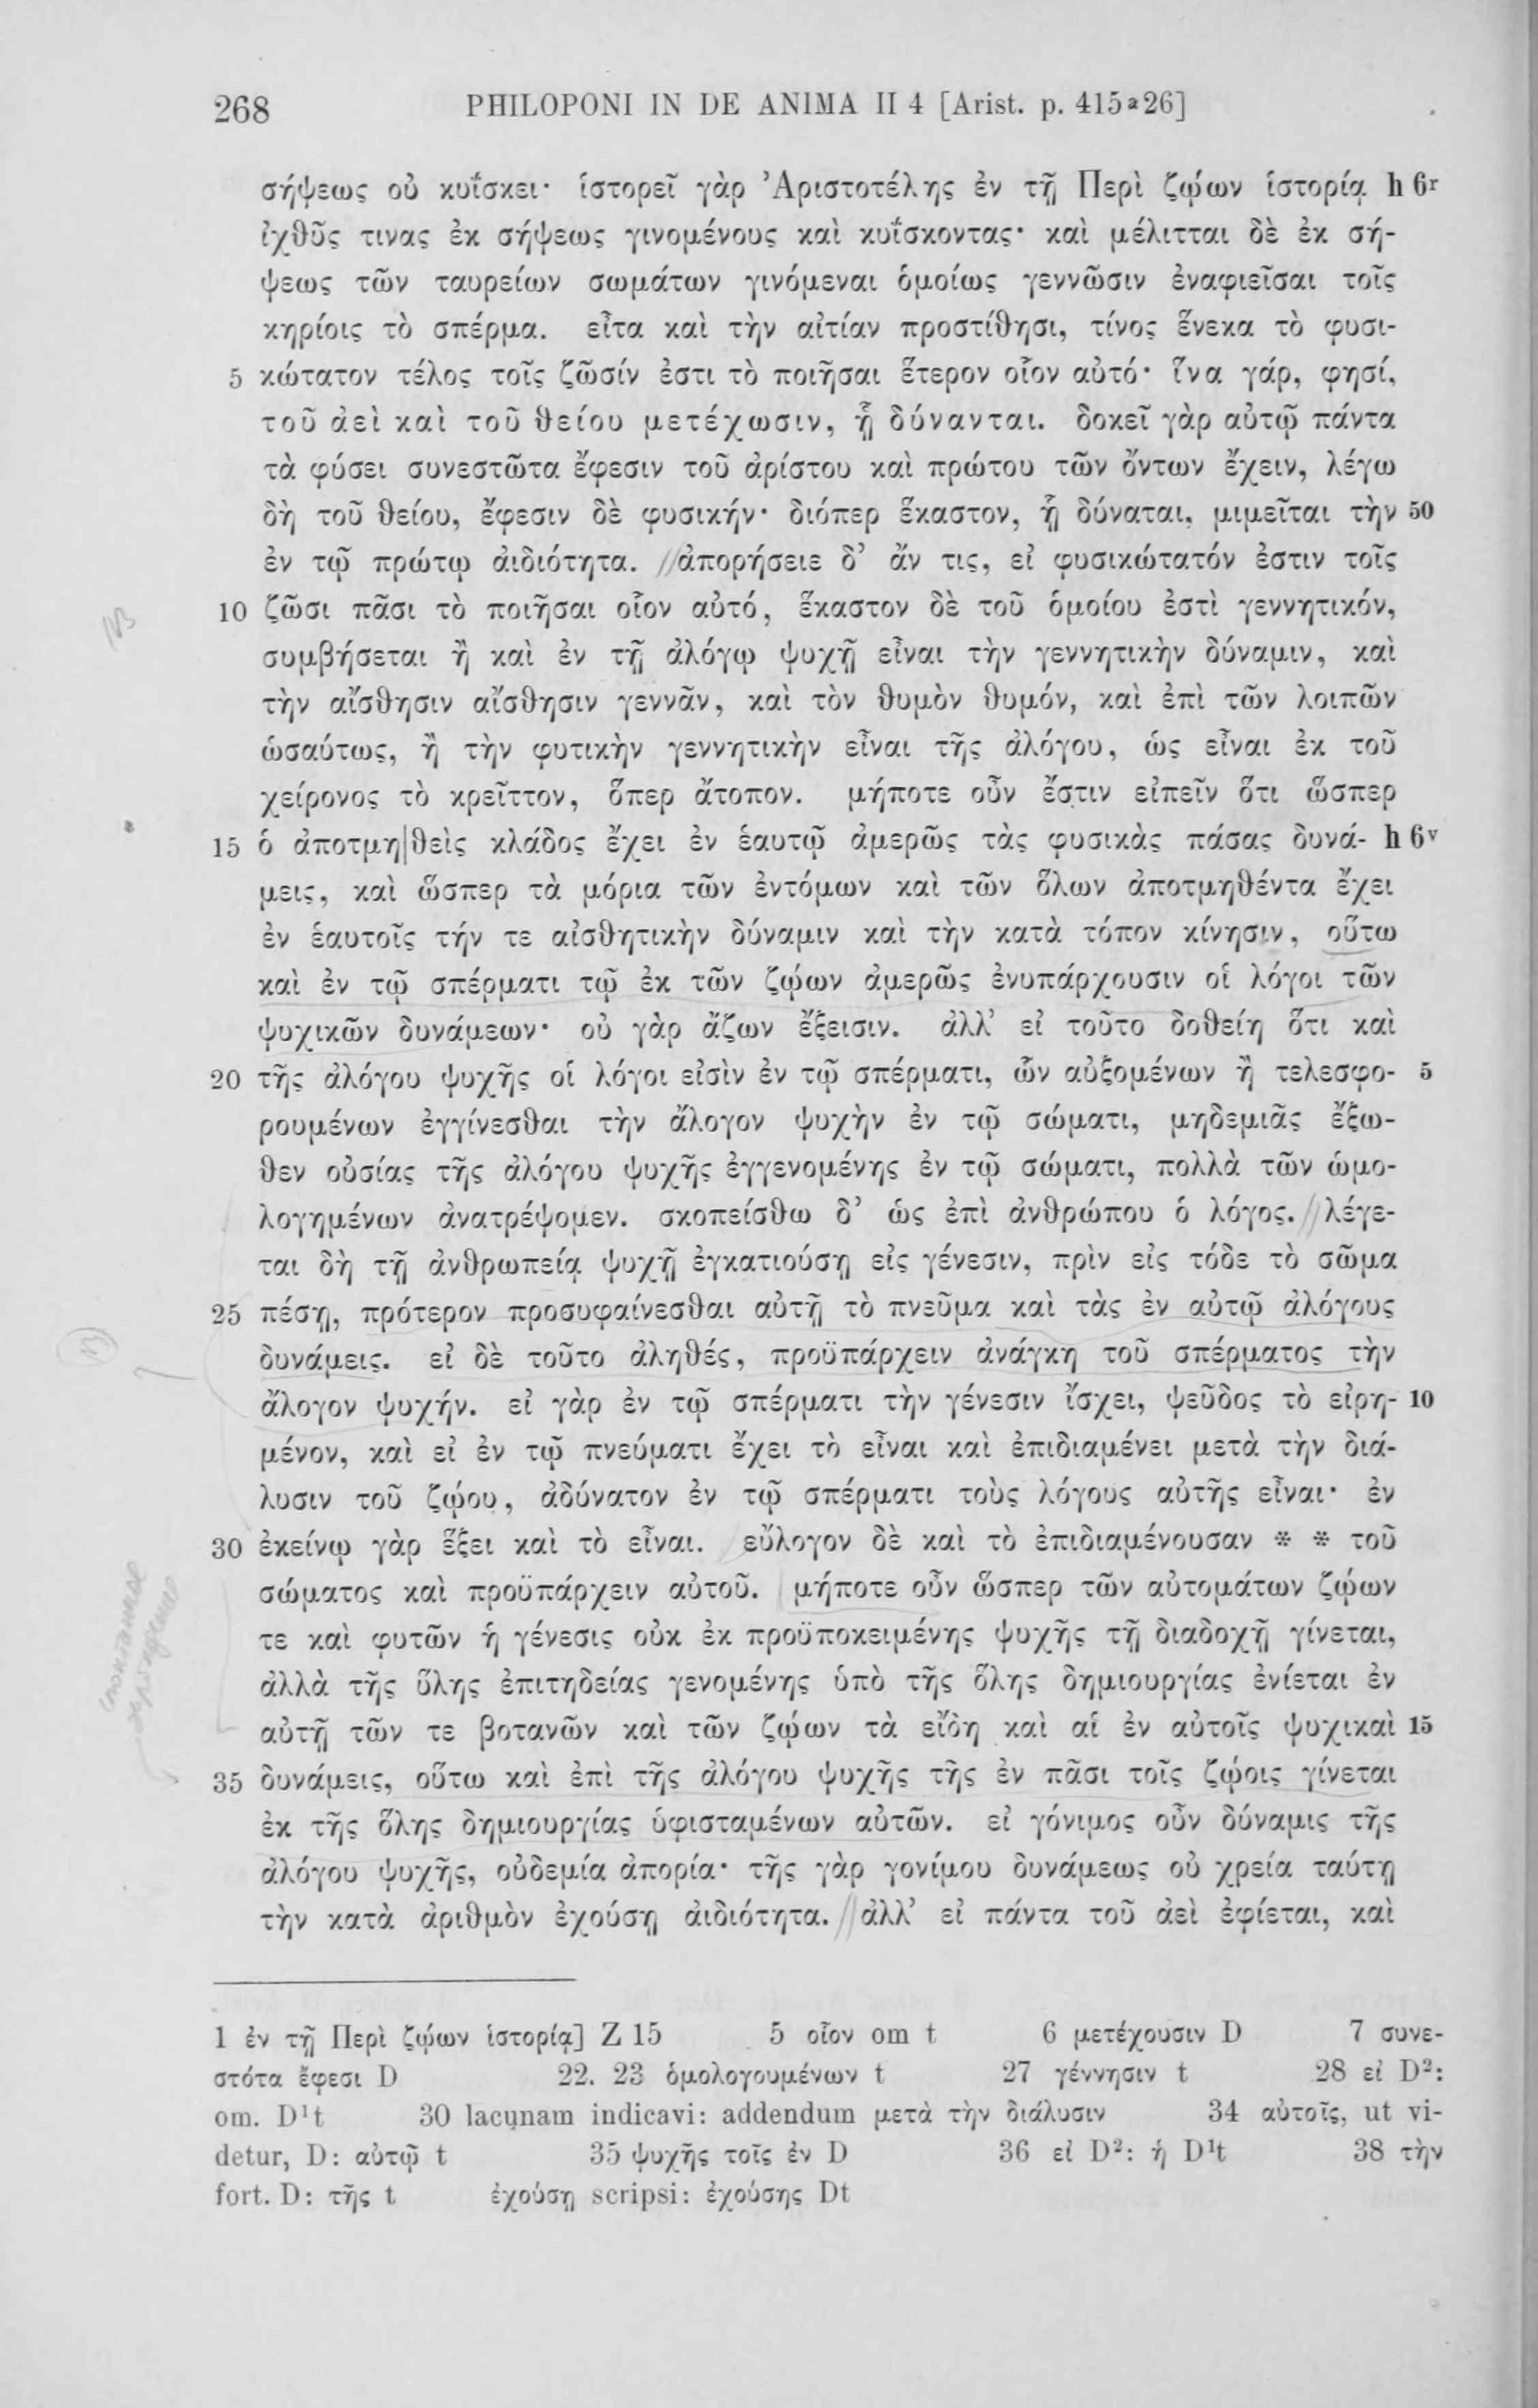 268 PHILOPONI IN DE ANIMA II 4 [Arist. p. 415a26]
σήψεως οὐ κυΐσκει· ἱστορεῖ γὰρ Ἀριστοτέλης ἐν τῇ Περὶ ζῴων ἱστορίᾳ h 6r
ἰχθῦς τινας ἐκ σήψεως γινομένους καὶ κυΐσκοντας· καὶ μέλιτται δὲ ἐκ σή-
ψεως τῶν ταυρείων σωμάτων γινόμεναι ὁμοίως γεννῶσιν ἐναφιεῖσαι τοῖς
κηρίοις τὸ σπέρμα. εἶτα καὶ τὴν αἰτίαν προστίθησι, τίνος ἕνεκα τὸ φυσι-
5 κώτατον τέλος τοῖς ζῶσίν ἐστι τὸ ποιῆσαι ἕτερον οἷον αὐτό· ἵνα γάρ, φησί,
τοῦ ἀεὶ καὶ τοῦ θείου μετέχωσιν, ᾗ δύνανται. δοκεῖ γὰρ αὐτῷ πάντα
τὰ φύσει συνεστῶτα ἔφεσιν τοῦ ἀρίστου καὶ πρώτου τῶν ὄντων ἔχειν, λέγω
δὴ τοῦ θείου, ἔφεσιν δὲ φυσικήν· διόπερ ἕκαστον, ᾗ δύναται, μιμεῖται τὴν 50
ἐν τῷ πρώτῳ ἀιδιότητα. //ἀπορήσειε δ’ ἄν τις, εἰ φυσικώτατόν ἐστιν τοῖς
10 ζῶσι πᾶσι τὸ ποιῆσαι οἷον αὐτό, ἕκαστον δὲ τοῦ ὁμοίου ἐστὶ γεννητικόν,
συμβήσεται ἢ καὶ ἐν τῇ ἀλόγῳ ψυχῇ εἶναι τὴν γεννητικὴν δύναμιν, καὶ
τὴν αἴσθησιν αἴσθησιν γεννᾶν, καὶ τὸν θυμὸν θυμόν, καὶ ἐπὶ τῶν λοιπῶν
ὡσαύτως, ἢ τὴν φυτικὴν γεννητικὴν εἶναι τῆς ἀλόγου, ὡς εἶναι ἐκ τοῦ
χείρονος τὸ κρεῖττον, ὅπερ ἄτοπον. μήποτε οὖν ἔστιν εἰπεῖν ὅτι ὥσπερ
15 ὁ ἀποτμη|θεὶς κλάδος ἔχει ἐν ἑαυτῷ ἀμερῶς τὰς φυσικὰς πάσας δυνά- h 6v
μεις, καὶ ὥσπερ τὰ μόρια τῶν ἐντόμων καὶ τῶν ὅλων ἀποτμηθέντα ἔχει
ἐν ἑαυτοῖς τήν τε αἰσθητικὴν δύναμιν καὶ τὴν κατὰ τόπον κίνησιν, οὕτω
καὶ ἐν τῷ σπέρματι τῷ ἐκ τῶν ζῴων ἀμερῶς ἐνυπάρχουσιν οἱ λόγοι τῶν
ψυχικῶν δυνάμεων· οὐ γὰρ ἄζων ἔξεισιν. ἀλλ’ εἰ τοῦτο δοθείη ὅτι καὶ
20 τῆς ἀλόγου ψυχῆς οἱ λόγοι εἰσὶν ἐν τῷ σπέρματι, ὧν αὐξομένων ἢ τελεσφο- 5
ρουμένων ἐγγίνεσθαι τὴν ἄλογον ψυχὴν ἐν τῷ σώματι, μηδεμιᾶς ἔξω-
θεν οὐσίας τῆς ἀλόγου ψυχῆς ἐγγενομένης ἐν τῷ σώματι, πολλὰ τῶν ὡμο-
λογημένων ἀνατρέψομεν. σκοπείσθω δ’ ὡς ἐπὶ ἀνθρώπου ὁ λόγος. //λέγε-
ται δὴ τῇ ἀνθρωπείᾳ ψυχῇ ἐγκατιούσῃ εἰς γένεσιν, πρὶν εἰς τόδε τὸ σῶμα
25 πέσῃ, πρότερον προσυφαίνεσθαι αὐτῇ τὸ πνεῦμα καὶ τὰς ἐν αὐτῷ ἀλόγους
δυνάμεις. εἰ δὲ τοῦτο ἀληθές, προϋπάρχειν ἀνάγκη τοῦ σπέρματος τὴν
ἄλογον ψυχήν. εἰ γὰρ ἐν τῷ σπέρματι τὴν γένεσιν ἴσχει, ψεῦδος τὸ εἰρη- 10
μένον, καὶ εἰ ἐν τῷ πνεύματι ἔχει τὸ εἶναι καὶ ἐπιδιαμένει μετὰ τὴν διά-
λυσιν τοῦ ζῴου, ἀδύνατον ἐν τῷ σπέρματι τοὺς λόγους αὐτῆς εἶναι· ἐν
30 ἐκείνῳ γὰρ ἕξει καὶ τὸ εἶναι. εὔλογον δὲ καὶ τὸ ἐπιδιαμένουσαν * * τοῦ
σώματος καὶ προϋπάρχειν αὐτοῦ. μήποτε οὖν ὥσπερ τῶν αὐτομάτων ζῴων
τε καὶ φυτῶν ἡ γένεσις οὐκ ἐκ προϋποκειμένης ψυχῆς τῇ διαδοχῇ γίνεται,
ἀλλὰ τῆς ὕλης ἐπιτηδείας γενομένης ὑπὸ τῆς ὅλης δημιουργίας ἐνίεται ἐν
αὐτῇ τῶν τε βοτανῶν καὶ τῶν ζῴων τὰ εἴδη καὶ αἱ ἐν αὐτοῖς ψυχικαὶ 15
35 δυνάμεις, οὕτω καὶ ἐπὶ τῆς ἀλόγου ψυχῆς τῆς ἐν πᾶσι τοῖς ζῴοις γίνεται
ἐκ τῆς ὅλης δημιουργίας ὑφισταμένων αὐτῶν. εἰ γόνιμος οὖν δύναμις τῆς
ἀλόγου ψυχῆς, οὐδεμία ἀπορία· τῆς γὰρ γονίμου δυνάμεως οὐ χρεία ταύτῃ
τὴν κατὰ ἀριθμὸν ἐχούσῃ ἀιδιότητα. //ἀλλ’ εἰ πάντα τοῦ ἀεὶ ἐφίεται, καὶ
1 ἐν τῇ Περὶ ζῴων ἱστορίᾳ] Z 15 5 οἷον om t 6 μετέχουσιν D 7 συνε-
στότα ἔφεσι D 22. 23 ὁμολογουμένων t 27 γέννησιν t 28 εἰ D²:
om. D¹t 30 lacunam indicavi: addendum μετὰ τὴν διάλυσιν 34 αὐτοῖς, ut vi-
detur, D: αὐτῷ t 35 ψυχῆς τοῖς ἐν D 36 εἰ D²: ἡ D¹t 38 τὴν
fort. D: τῆς t ἐχούσῃ scripsi: ἐχούσης Dt